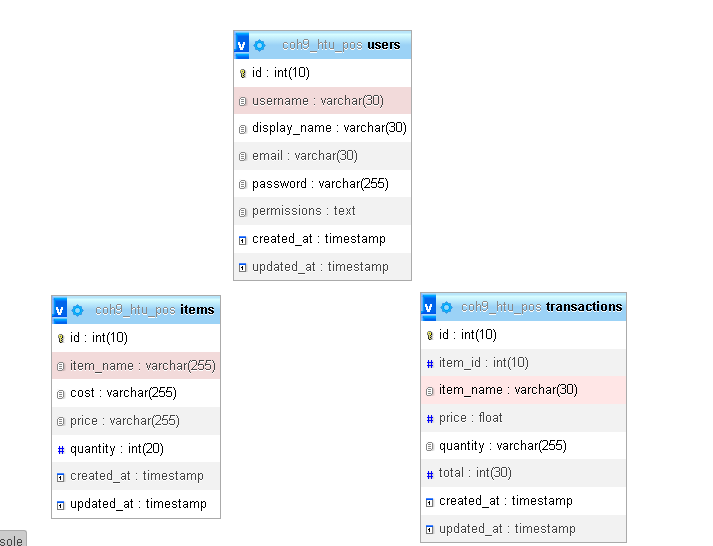 v coh9_htu_pos users
id : int(10)
username : varchar(30)
display_name : varchar(30)
email : varchar(30)
password : varchar(255)
permissions : text
created_at : timestamp
updated_at : timestamp
v coh9_htu_pos items
id : int(10)
item_name : varchar(255)
cost : varchar(255)
price : varchar(255)
# quantity : int(20)
created_at : timestamp
updated_at : timestamp
v coh9_htu_pos transactions
id : int(10)
# item_id : int(10)
item_name : varchar(30)
# price : float
quantity : varchar(255)
# total : int(30)
created_at : timestamp
updated_at : timestamp
sole